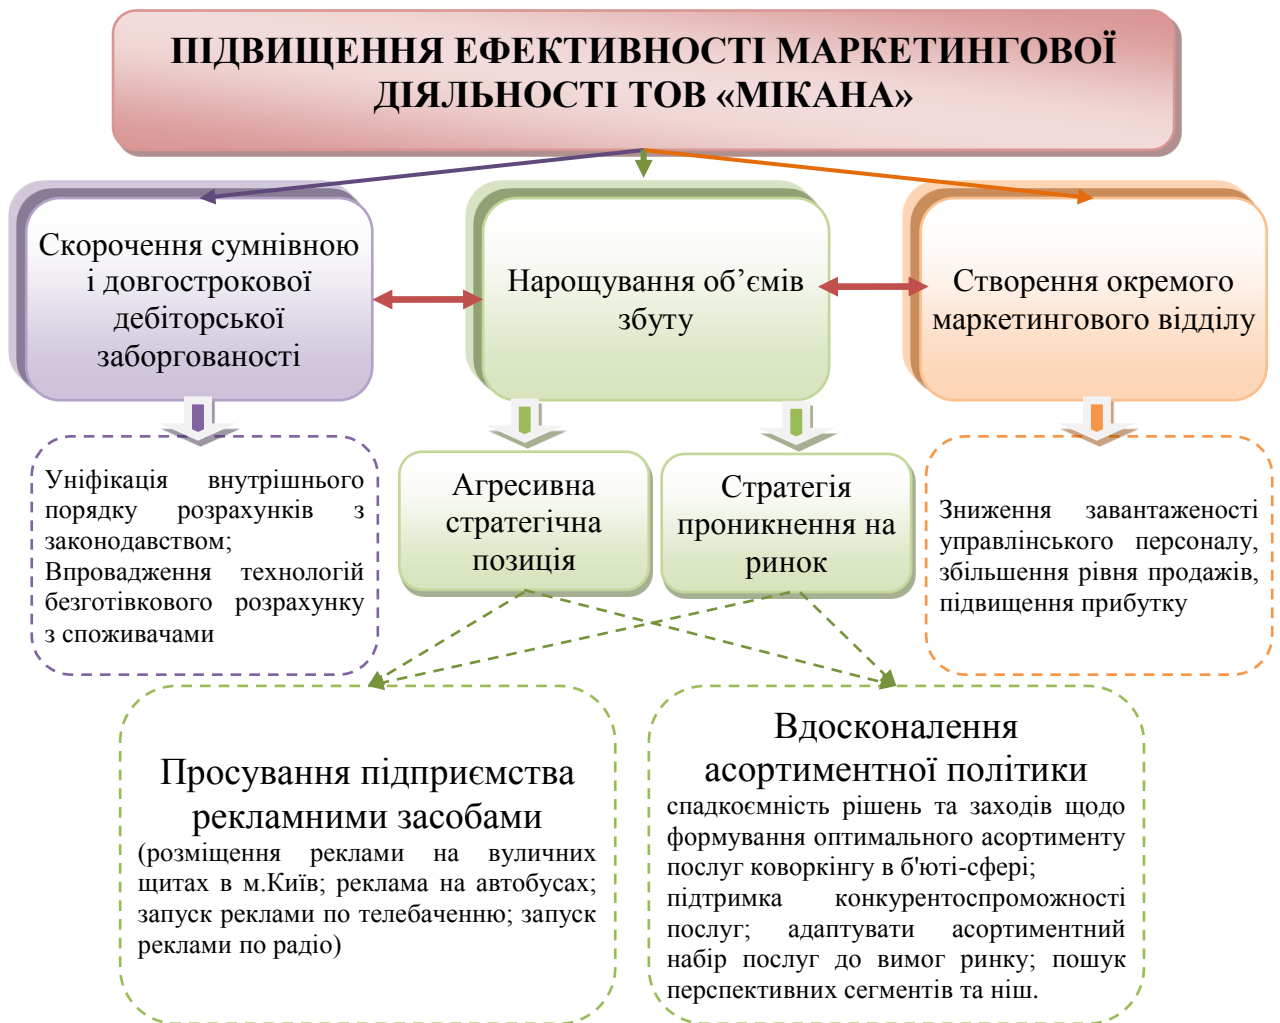 ПІДВИЩЕННЯ ЕФЕКТИВНОСТІ МАРКЕТИНГОВОЇ
ДІЯЛЬНОСТІ ТОВ «МІКАНА»
Скорочення сумнівною
і довгострокової
дебіторської
заборгованості
Нарощування об’ємів
збуту
Створення окремого
маркетингового відділу
Уніфікація внутрішнього
порядку розрахунків з
законодавством;
Впровадження технологій
безготівкового розрахунку
з споживачами
Агресивна
стратегічна
позиція
Стратегія
проникнення на
ринок
Зниження завантаженості
управлінського персоналу,
збільшення рівня продажів,
підвищення прибутку
Просування підприємства
рекламними засобами
(розміщення реклами на вуличних
щитах в м.Київ; реклама на автобусах;
запуск реклами по телебаченню; запуск
реклами по радіо)
Вдосконалення
асортиментної політики
спадкоємність рішень та заходів щодо
формування оптимального асортименту
послуг коворкінгу в б'юті-сфері;
підтримка конкурентоспроможності
послуг; адаптувати асортиментний
набір послуг до вимог ринку; пошук
перспективних сегментів та ніш.